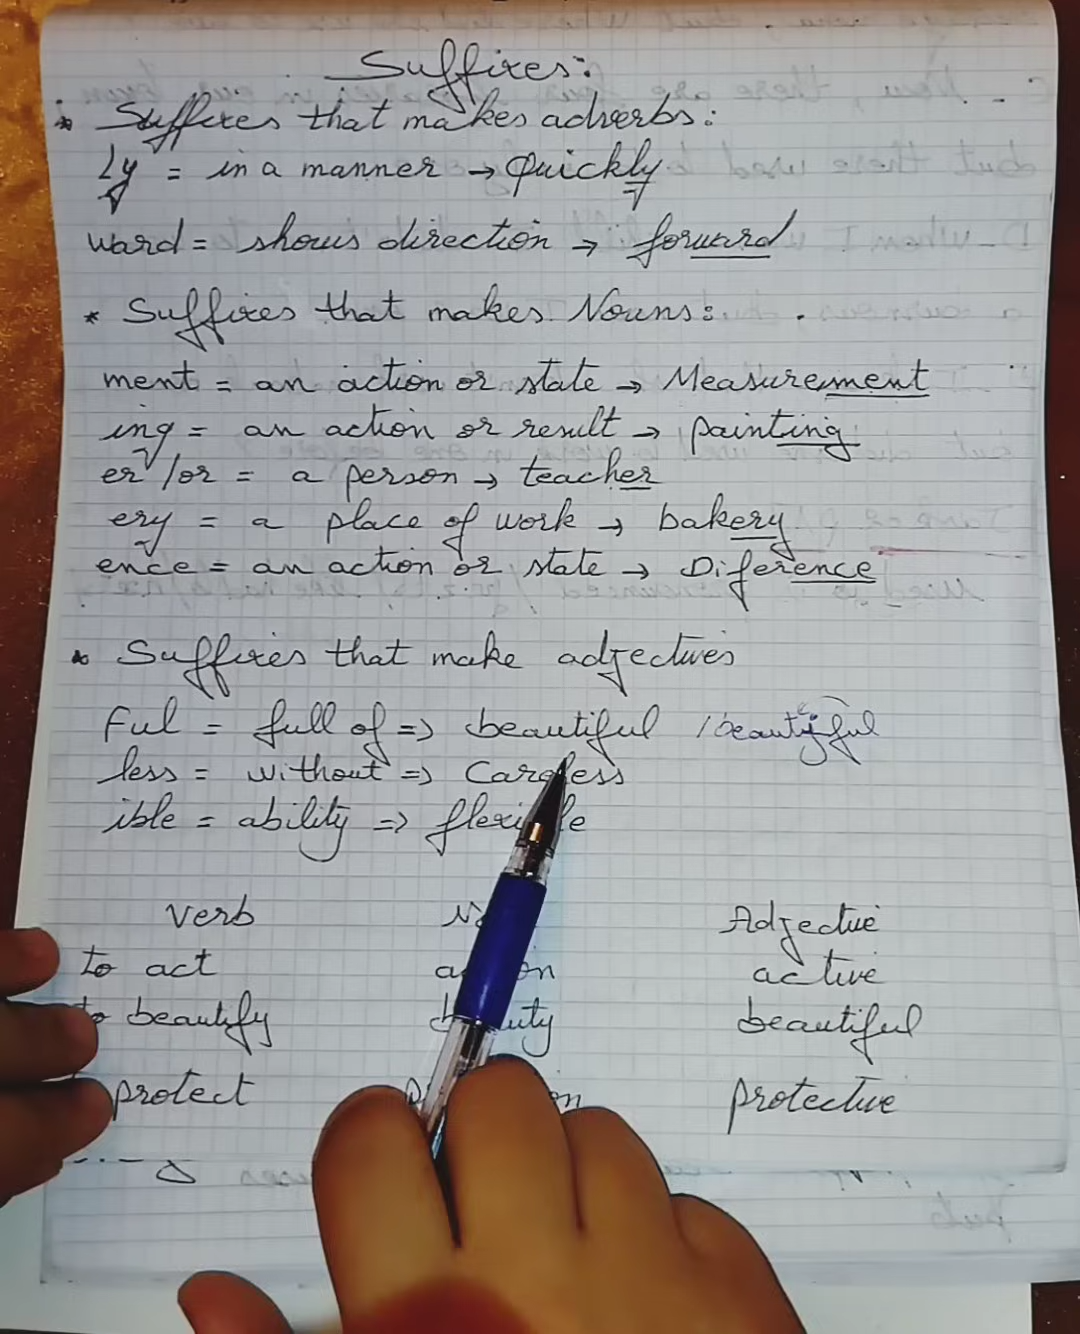 Suffixes:
* Suffixes that makes adverbs:
Ly = in a manner → Quickly
ward = shows direction → forward
* Suffixes that makes Nouns:
ment = an action or state → Measurement
ing = an action or result → painting
er/or = a person → teacher
ery = a place of work → bakery
ence = an action or state → Diference
* Suffixes that make adjectives
Ful = full of => beautiful / beautiful
less = without => Careless
ible = ability =>
Verb Adjective
to act active
to beautify beautiful
protect protective